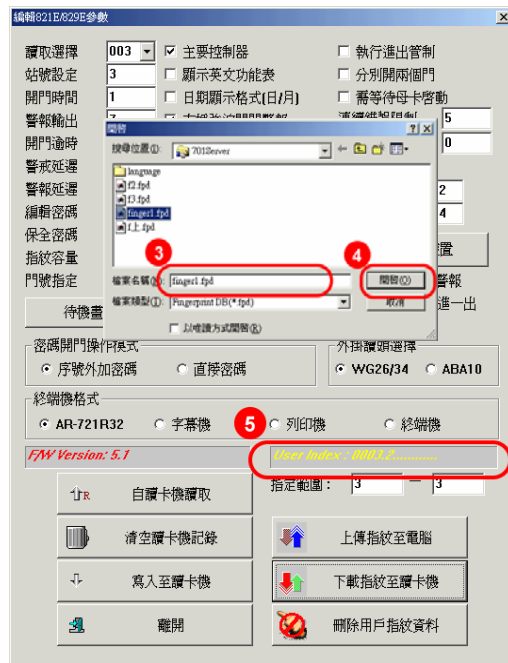 編輯821E/829E參數
讀取選擇 003 主要控制器 執行進出管制
站號設定 3 顯示英文功能表 分別開兩個門
開門時間 1 日期顯示格式(日/月) 需等待母卡啓動
警報輸出 5
開門逾時 0
警戒延遲
警報延遲 2
編輯密碼 4
保全密碼
指紋容量 置
門號指定 警報
待機畫 進一出
開啓
搜尋位置(I): 701Server
language
f2.fpd
f3.fpd
finger1.fpd
f上.fpd
3
4
檔案名稱(N): finger1.fpd 開啓(O)
檔案類型(T): Fingerprint DB(*.fpd) 取消
以唯讀方式開啓(R)
密碼開門操作模式 外掛讀頭選擇
序號外加密碼 直接密碼 WG26/34 ABA10
終端機格式
AR-721R32 字幕機 5 列印機 終端機
F/W Version: 5.1 User Index : 0003,2............
指定範圍： 3 — 3
R 自讀卡機讀取
清空讀卡機記錄 上傳指紋至電腦
寫入至讀卡機 下載指紋至讀卡機
離開 刪除用戶指紋資料